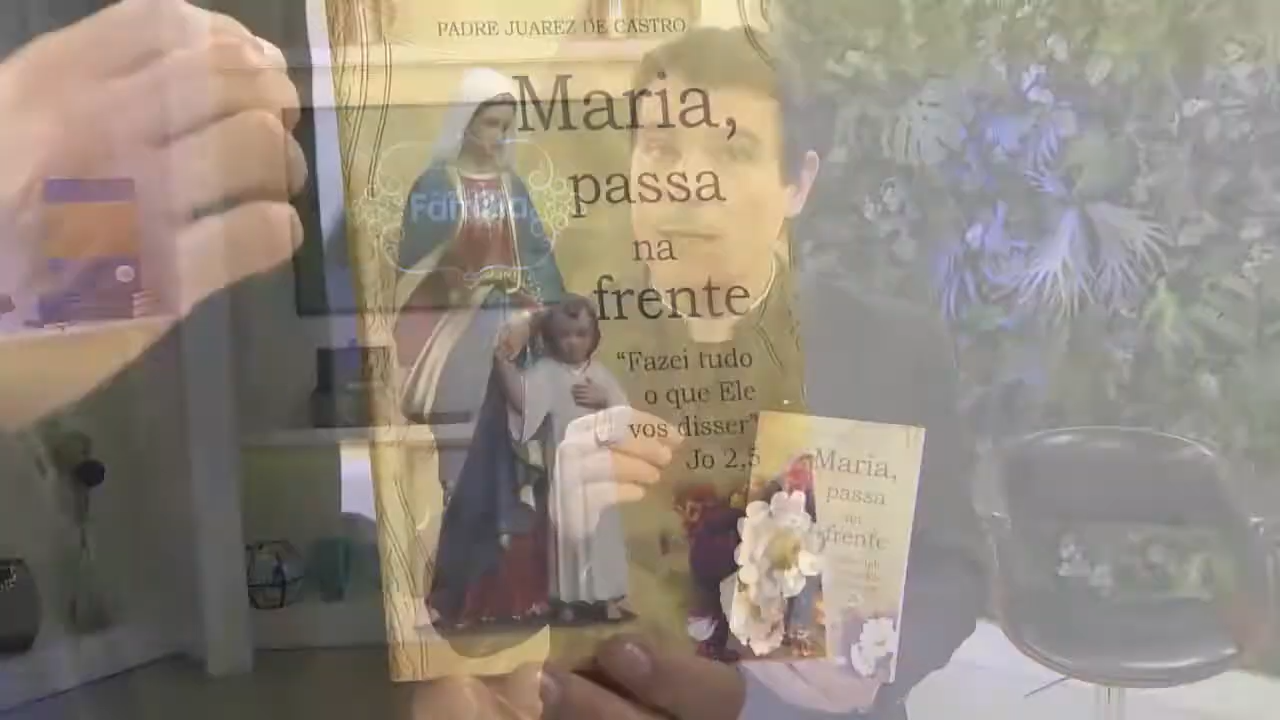 PADRE JUAREZ DE CASTRO
Maria,
passa
na
frente
Família
“Fazei tudo
o que Ele
vos disser”
Jo 2,5
Maria,
passa
na
frente